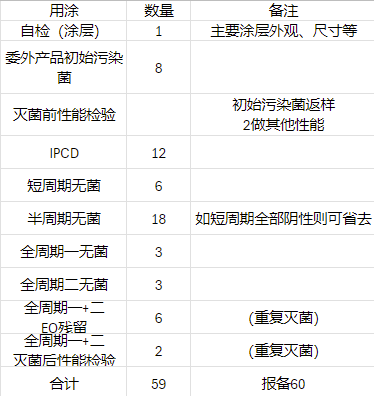 用途 数量 备注
自检（涂层） 1 主要涂层外观、尺寸等
委外产品初始污染
菌 8
灭菌前性能检验 初始污染菌返样
2做其他性能
IPCD 12
短周期无菌 6
半周期无菌 18 如短周期全部阴性则可省去
全周期一无菌 3
全周期二无菌 3
全周期一+二
EO残留 6 (重复灭菌)
全周期一+二
灭菌后性能检验 2 (重复灭菌)
合计 59 报备60